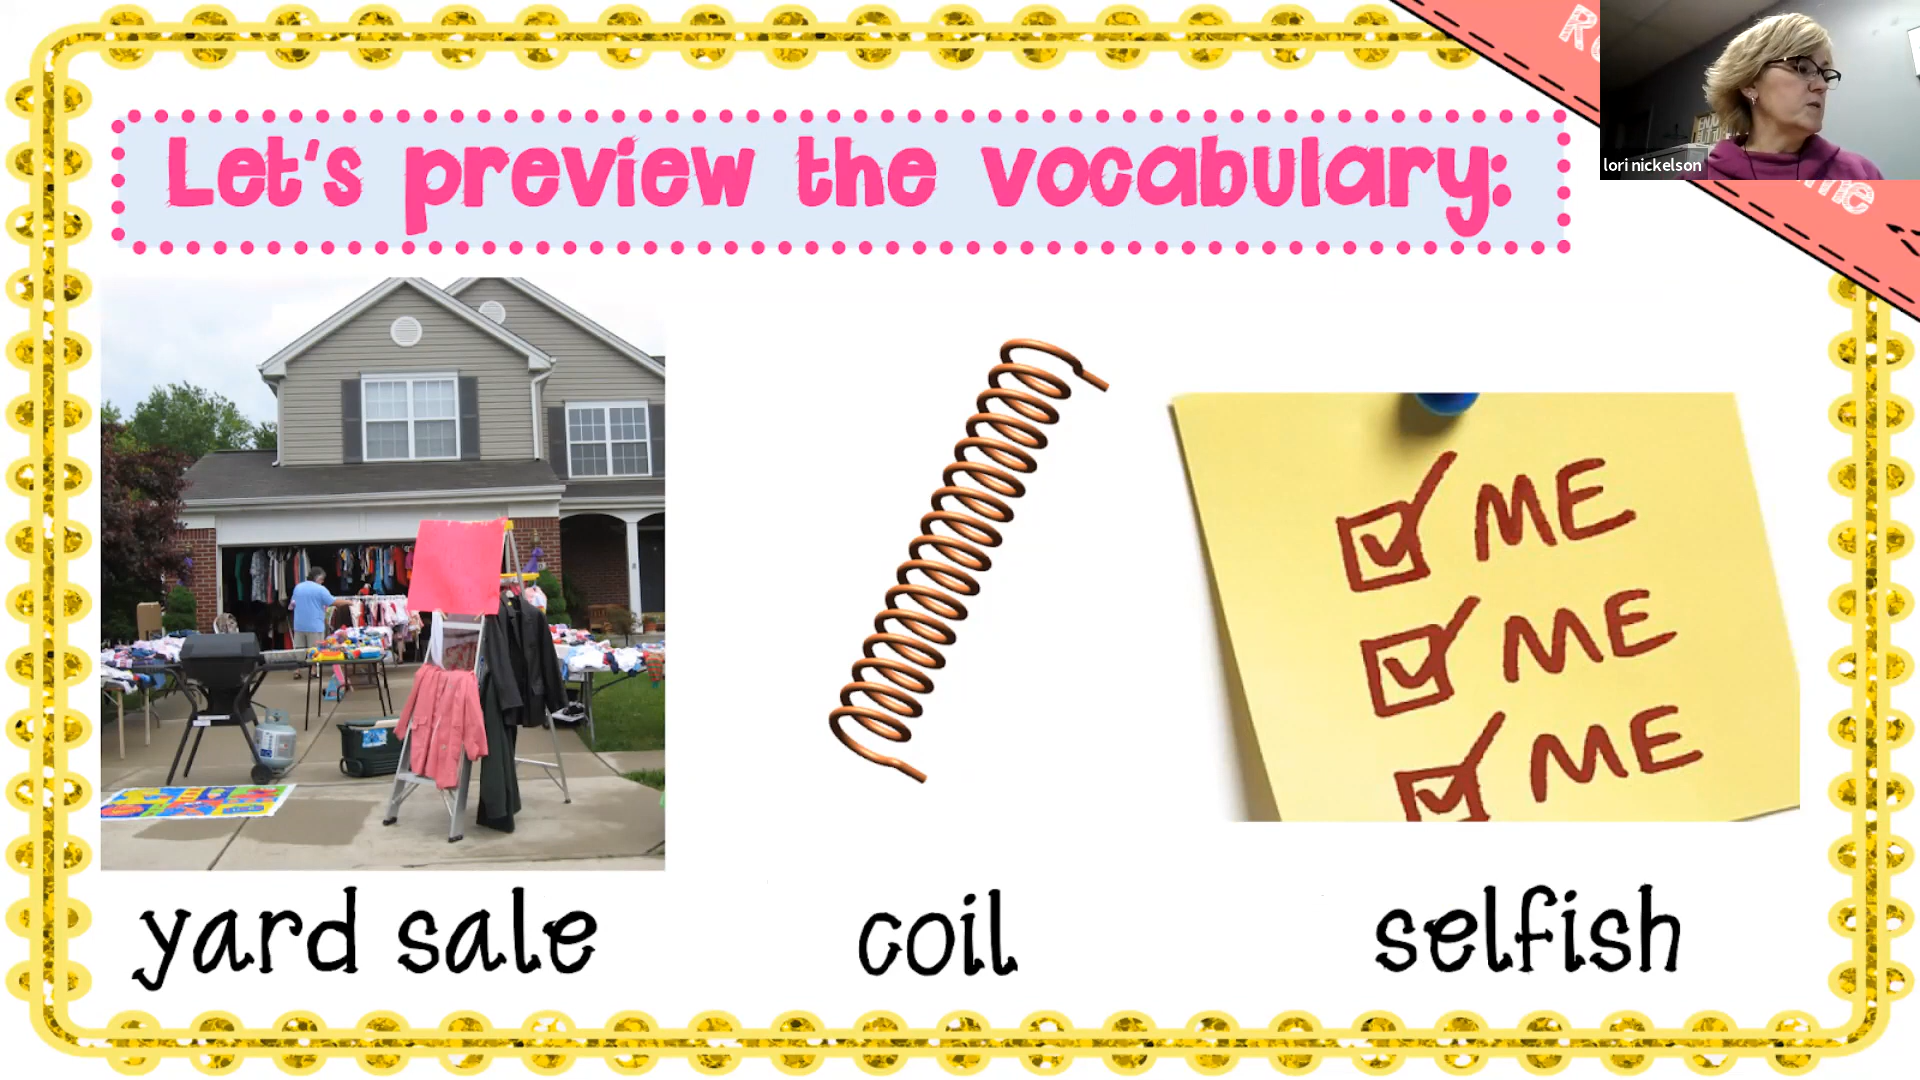 Let's preview the vocabulary:
lori nickelson
ME
ME
ME
yard sale
coil
selfish